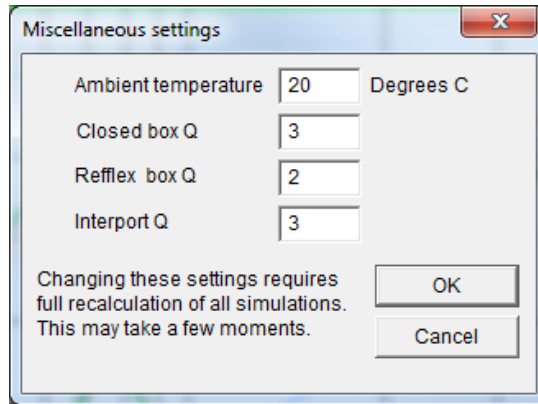 Miscellaneous settings
Ambient temperature 20 Degrees C
Closed box Q 3
Refflex box Q 2
Interport Q 3
Changing these settings requires
full recalculation of all simulations.
This may take a few moments.
OK
Cancel